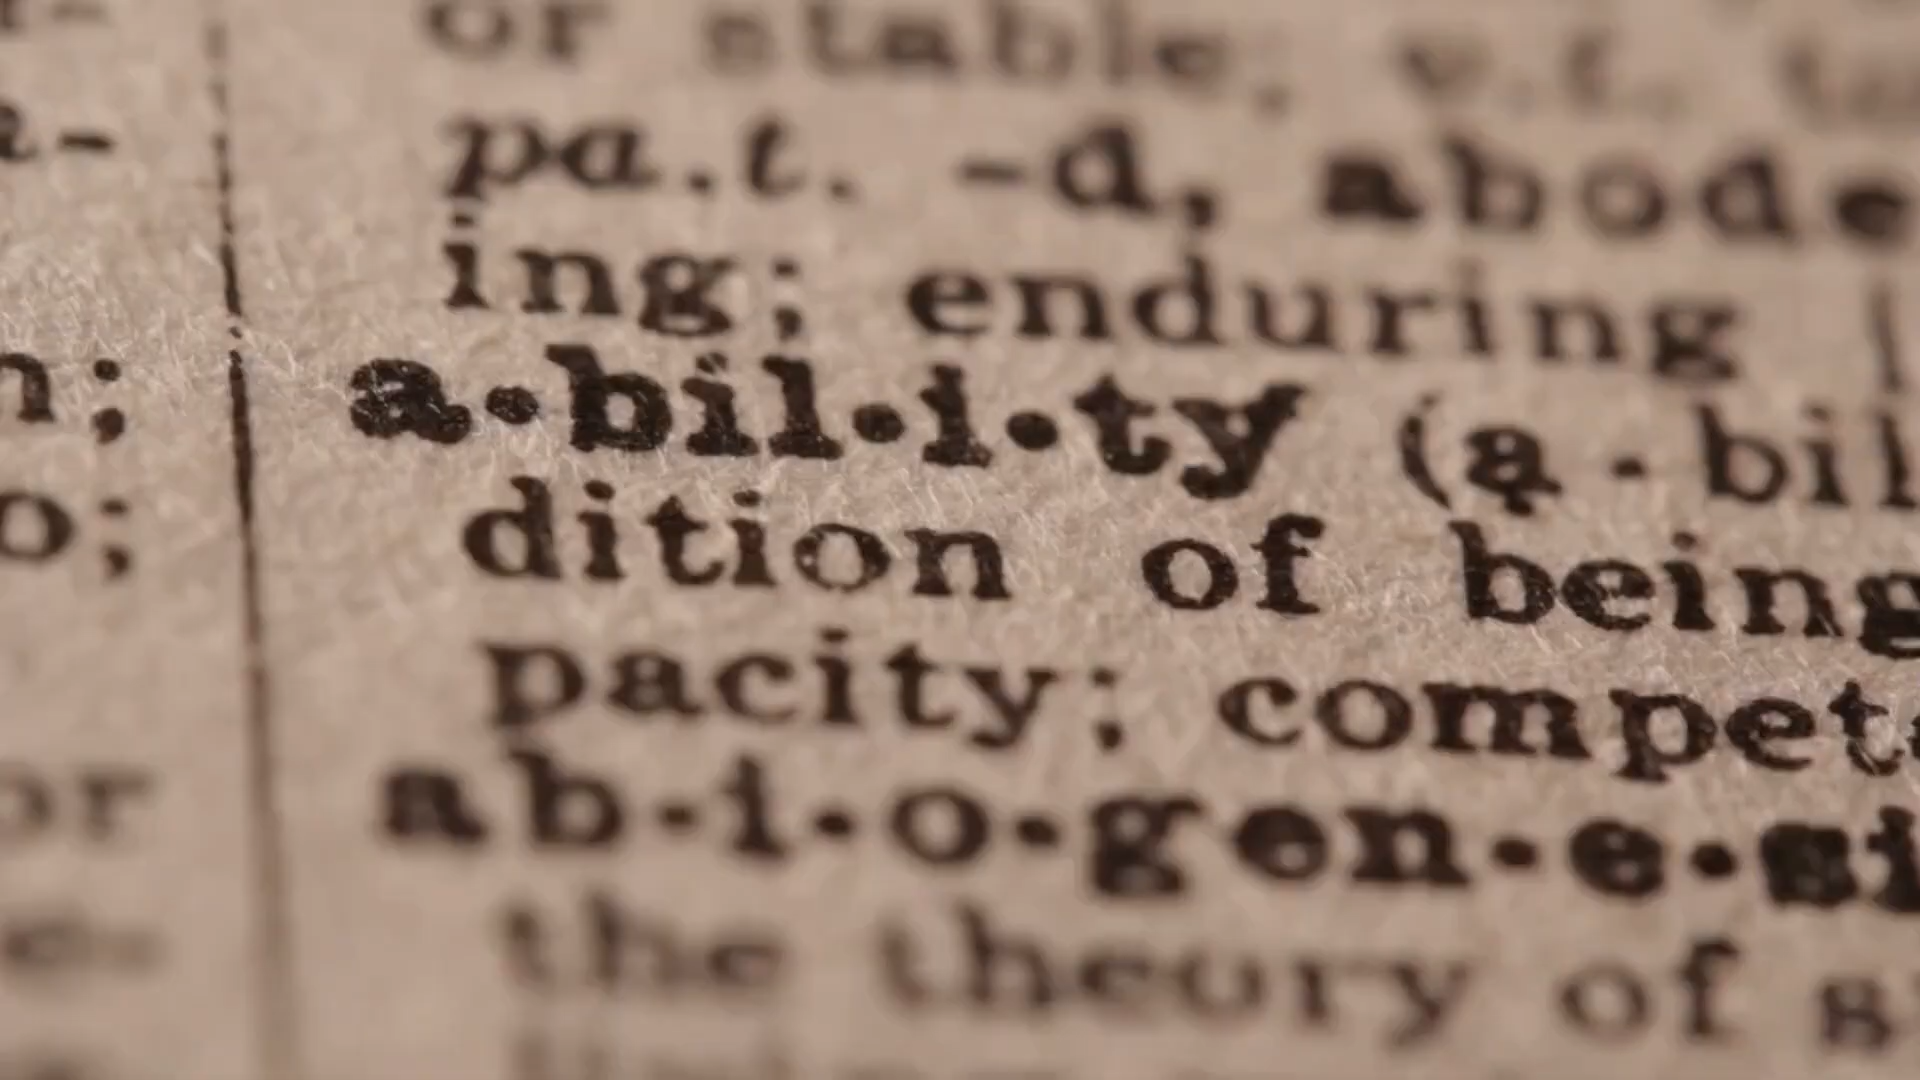 or stable; v.t.
pa.t. -d, abode
ing; enduring |
n; a•bil•i•ty (ạ - bil
o; dition of being
pacity; compet
or ab•i•o•gen•e•si
the theory of s